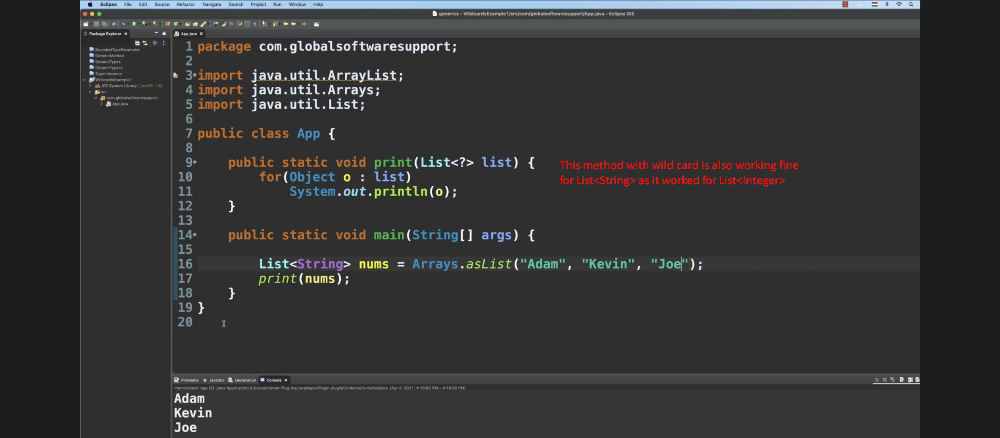 Eclipse File Edit Source Refactor Navigate Search Project Run Window Help
generics - WildcardsExample1/src/com/globalsoftwaresupport/App.java - Eclipse IDE
Package Explorer
App.java
BoundedTypeParameter
GenericMethod
GenericTypes
GenericTypesII
TypeInference
WildcardsExample1
JRE System Library [JavaSE-1.8]
src
com.globalsoftwaresupport
App.java
1 package com.globalsoftwaresupport;
2
3 import java.util.ArrayList;
4 import java.util.Arrays;
5 import java.util.List;
6
7 public class App {
8
9 public static void print(List<?> list) {
10 for(Object o : list)
11 System.out.println(o);
12 }
13
14 public static void main(String[] args) {
15
16 List<String> nums = Arrays.asList("Adam", "Kevin", "Joe");
17 print(nums);
18 }
19 }
20
This method with wild card is also working fine
for List<String> as it worked for List<Integer>
Problems Javadoc Declaration Console
<terminated> App (5) [Java Application] /Library/Internet Plug-Ins/JavaAppletPlugin.plugin/Contents/Home/bin/java (Apr 8, 2021, 4:16:00 PM – 4:16:00 PM)
Adam
Kevin
Joe